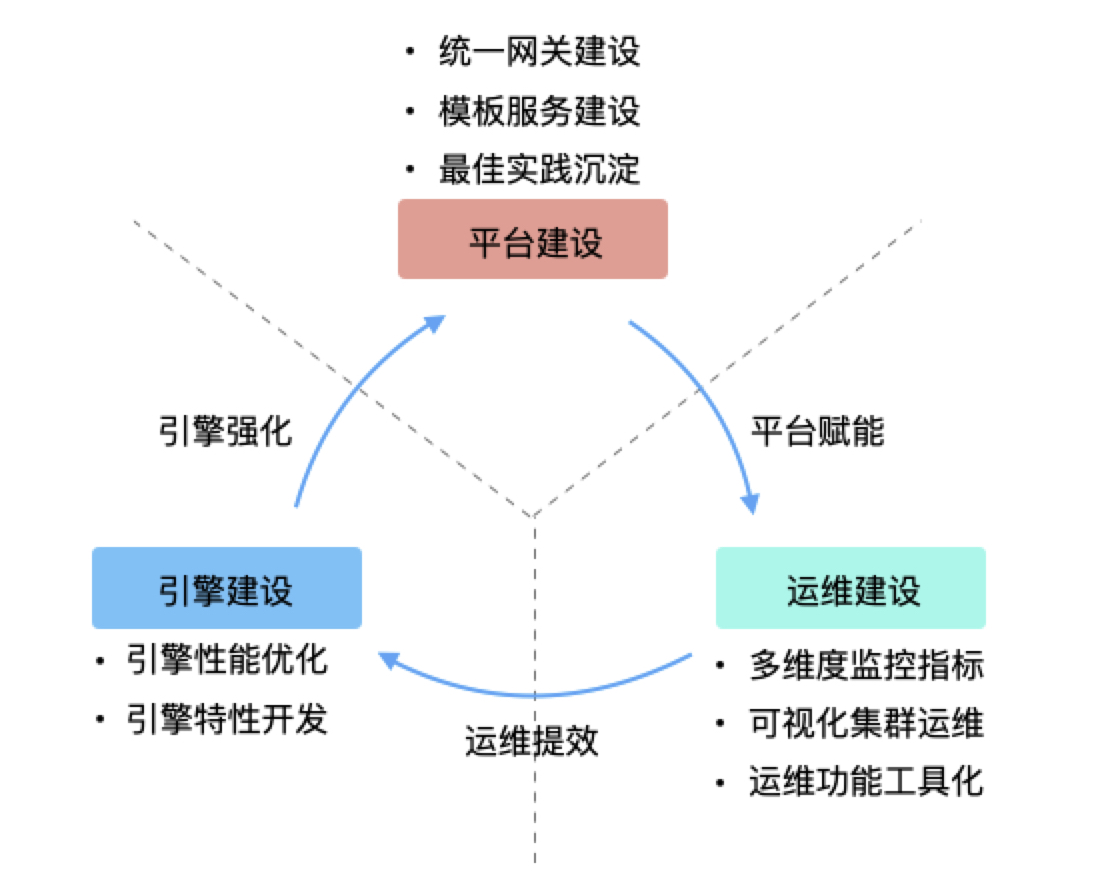 • 统一网关建设
• 模板服务建设
• 最佳实践沉淀
平台建设
引擎强化
平台赋能
引擎建设
• 引擎性能优化
• 引擎特性开发
运维建设
• 多维度监控指标
• 可视化集群运维
• 运维功能工具化
运维提效